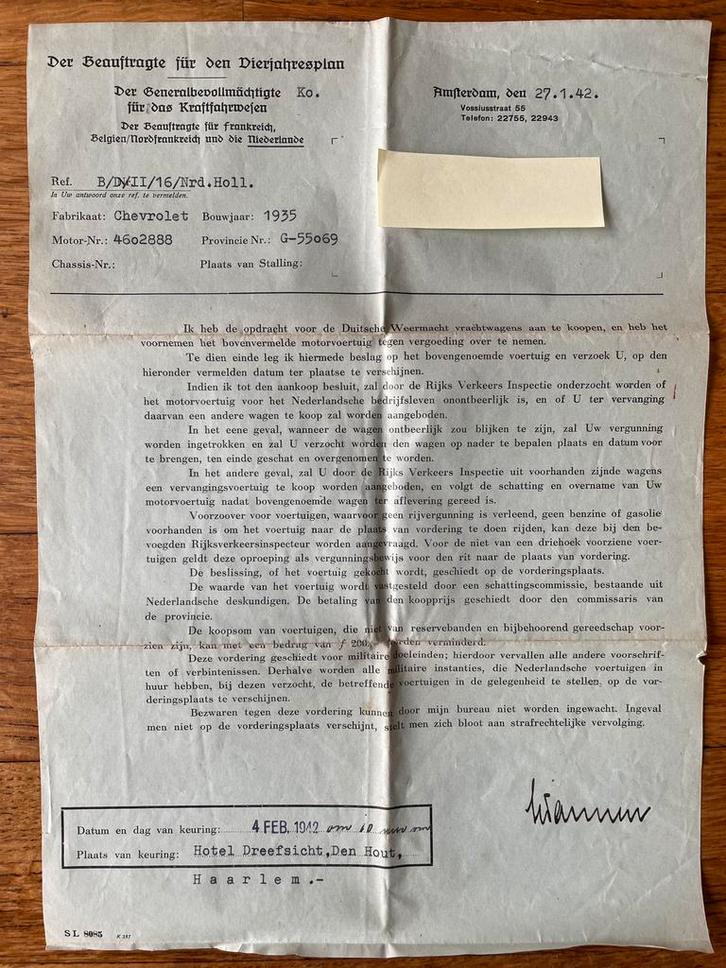 Der Beauftragte für den Vierjahresplan
Der Generalbevollmächtigte Ko.
für das Kraftfahrwesen
Der Beauftragte für Frankreich,
Belgien/Nordfrankreich und die Niederlande
Amsterdam, den 27.1.42.
Vossiusstraat 55
Telefon: 22755, 22943
Ref. B/DVII/16/Nrd.Holl.
In Uw antwoord onze ref. te vermelden.
Fabrikaat: Chevrolet Bouwjaar: 1935
Motor-Nr.: 4602888 Provincie Nr.: G-55069
Chassis-Nr.: Plaats van Stalling:
Ik heb de opdracht voor de Duitsche Weermacht vrachtwagens aan te koopen, en heb het
voornemen het bovenvermelde motorvoertuig tegen vergoeding over te nemen.
Te dien einde leg ik hiermede beslag op het bovengenoemde voertuig en verzoek U, op den
hieronder vermelden datum ter plaatse te verschijnen.
Indien ik tot den aankoop besluit, zal door de Rijks Verkeers Inspectie onderzocht worden of
het motorvoertuig voor het Nederlandsche bedrijfsleven onontbeerlijk is, en of U ter vervanging
daarvan een andere wagen te koop zal worden aangeboden.
In het eene geval, wanneer de wagen ontbeerlijk zou blijken te zijn, zal Uw vergunning
worden ingetrokken en zal U verzocht worden den wagen op nader te bepalen plaats en datum voor
te brengen, ten einde geschat en overgenomen te worden.
In het andere geval, zal U door de Rijks Verkeers Inspectie uit voorhanden zijnde wagens
een vervangingsvoertuig te koop worden aangeboden, en volgt de schatting en overname van Uw
motorvoertuig nadat bovengenoemde wagen ter aflevering gereed is.
Voorzoover voor voertuigen, waarvoor geen rijvergunning is verleend, geen benzine of gasolie
voorhanden is om het voertuig naar de plaats van vordering te doen rijden, kan deze bij den be-
voegden Rijksverkeersinspecteur worden aangevraagd. Voor de niet van een driehoek voorziene voer-
tuigen geldt deze oproeping als vergunningsbewijs voor den rit naar de plaats van vordering.
De beslissing, of het voertuig gekocht wordt, geschiedt op de vorderingsplaats.
De waarde van het voertuig wordt vastgesteld door een schattingscommissie, bestaande uit
Nederlandsche deskundigen. De betaling van den koopprijs geschiedt door den commissaris van
de provincie.
De koopsom van voertuigen, die niet van reservebanden en bijbehoorend gereedschap voor-
zien zijn, kan met een bedrag van ƒ 200,— worden verminderd.
Deze vordering geschiedt voor militaire doeleinden; hierdoor vervallen alle andere voorschrif-
ten of verbintenissen. Derhalve worden alle militaire instanties, die Nederlandsche voertuigen in
huur hebben, bij dezen verzocht, de betreffende voertuigen in de gelegenheid te stellen, op de vor-
deringsplaats te verschijnen.
Bezwaren tegen deze vordering kunnen door mijn bureau niet worden ingewacht. Ingeval
men niet op de vorderingsplaats verschijnt, stelt men zich bloot aan strafrechtelijke vervolging.
Datum en dag van keuring: 4 FEB. 1942 om 10 uur vm
Plaats van keuring: Hotel Dreefsicht,Den Hout,
Haarlem.-
SL 8085 K 357